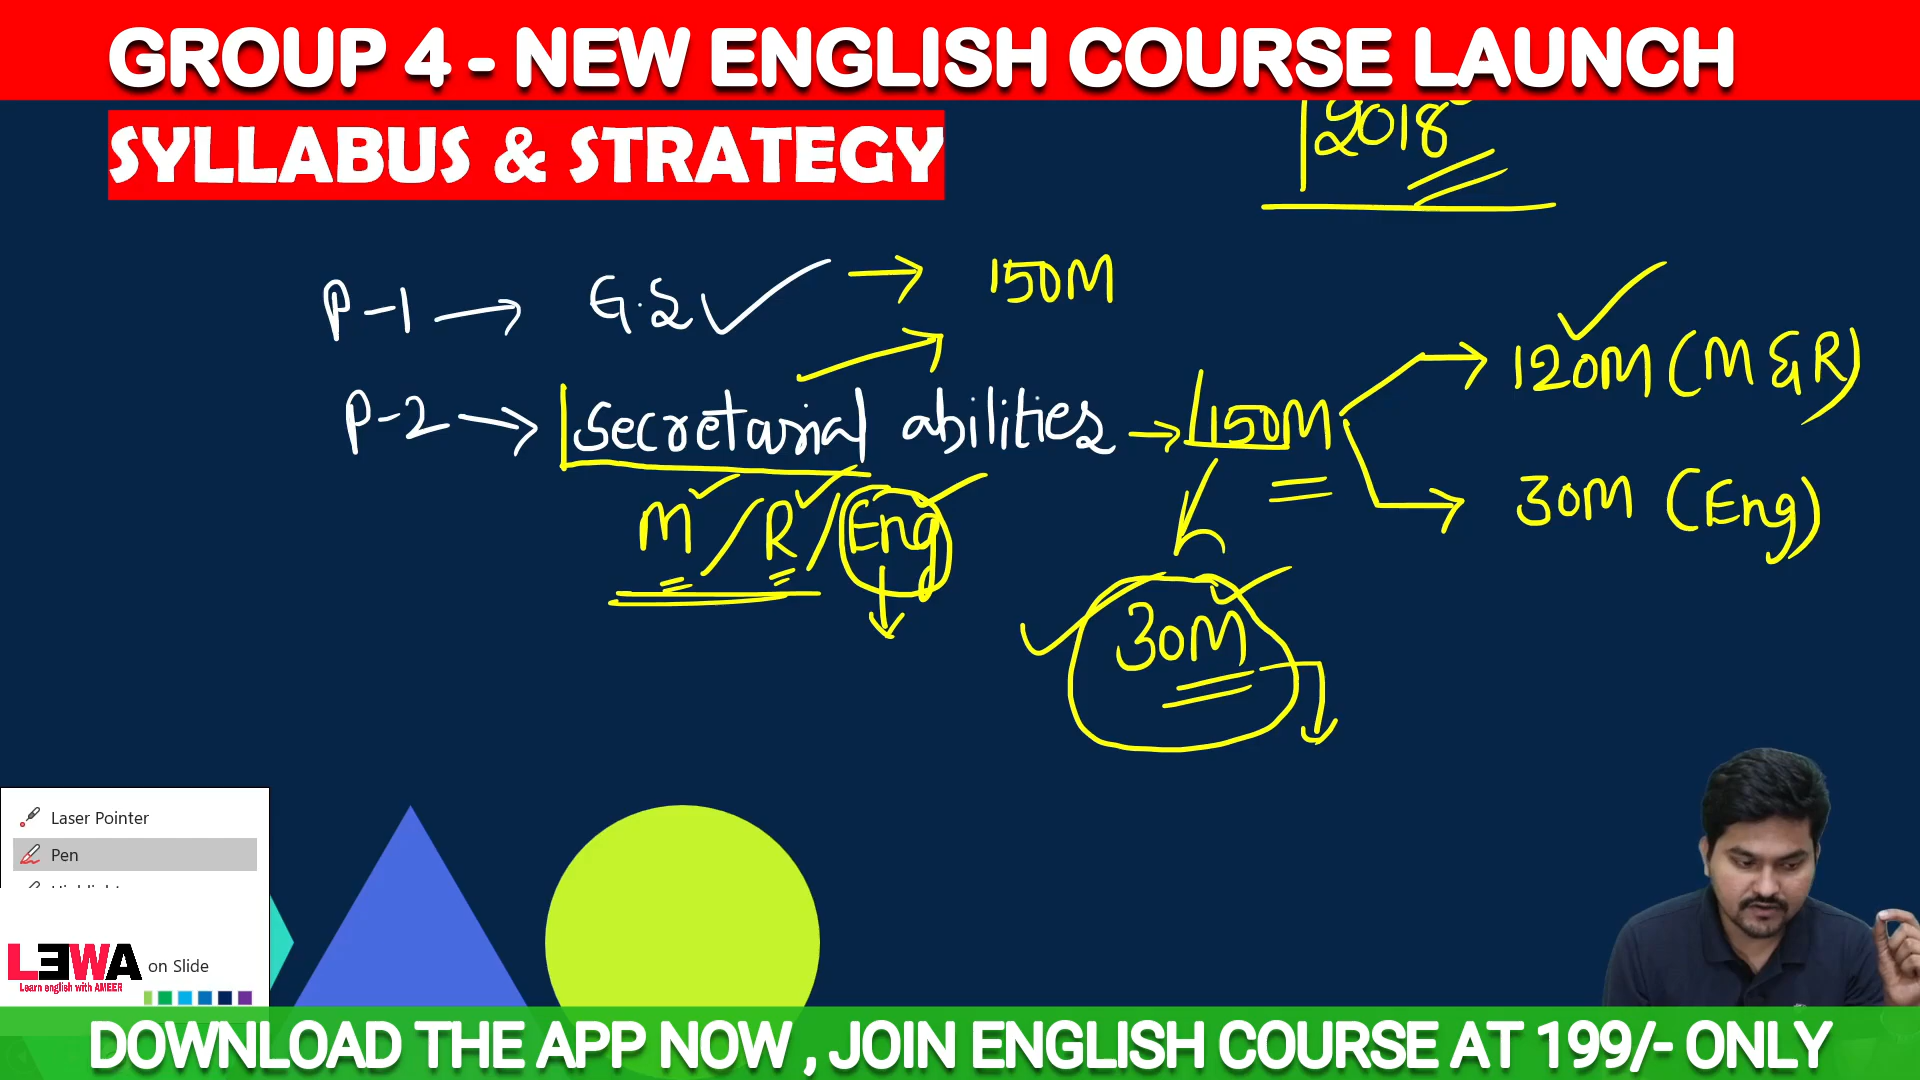 GROUP 4 - NEW ENGLISH COURSE LAUNCH
SYLLABUS & STRATEGY
2018
P-1 → G.S ✓ → 150M
P-2 → Secretarial abilities → 150M
→ 120M (M & R)
→ 30M (Eng)
M / R / Eng
30M
Laser Pointer
Pen
on Slide
LEWA
Learn english with AMEER
DOWNLOAD THE APP NOW , JOIN ENGLISH COURSE AT 199/- ONLY